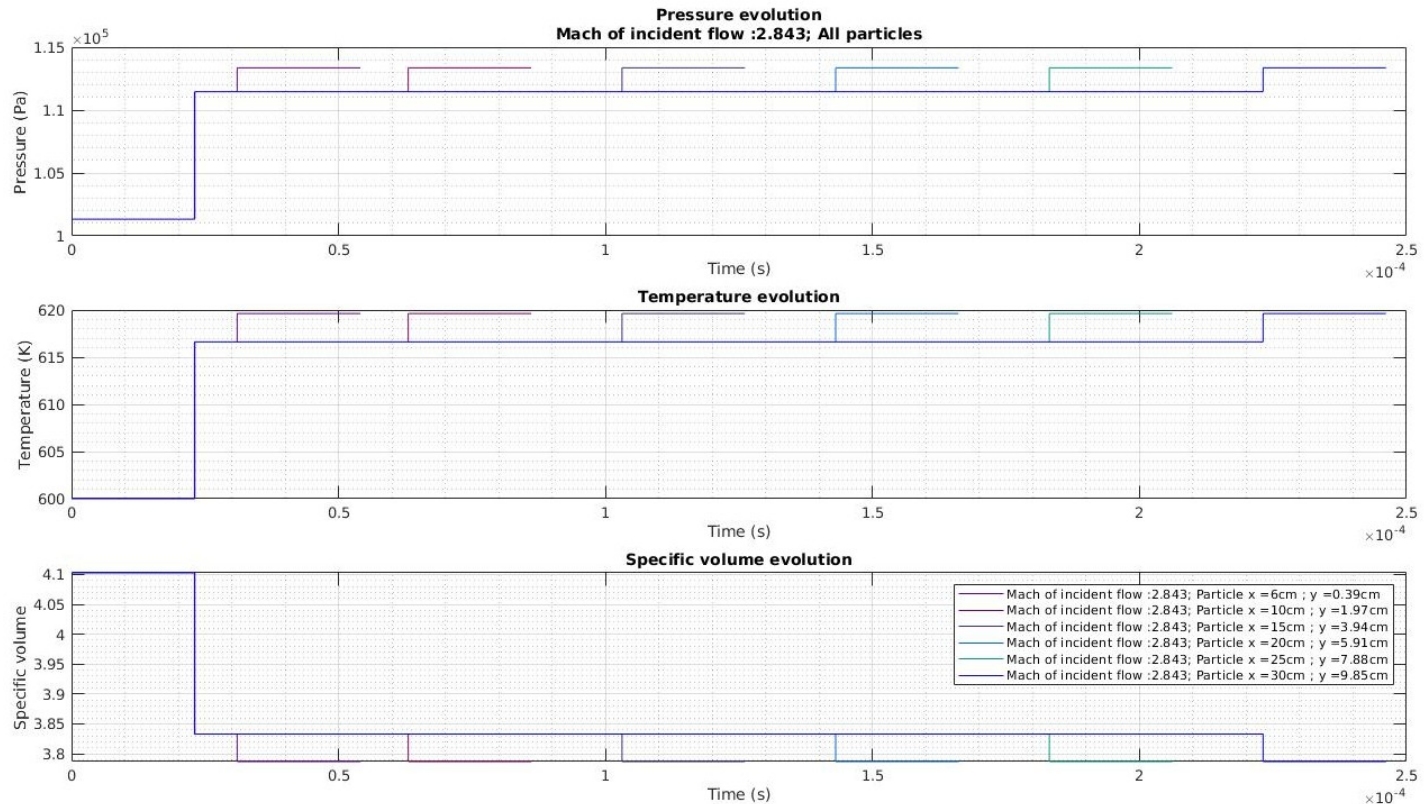 Pressure evolution
Mach of incident flow :2.843; All particles
×10^5
1.115
1.11
1.105
1
Pressure (Pa)
0
0.5
1
1.5
2
2.5
Time (s)
×10^-4
Temperature evolution
620
615
610
605
600
Temperature (K)
0
0.5
1
1.5
2
2.5
Time (s)
×10^-4
Specific volume evolution
4.1
4.05
4
3.95
3.9
3.85
3.8
Specific volume
Mach of incident flow :2.843; Particle x =6cm ; y =0.39cm
Mach of incident flow :2.843; Particle x =10cm ; y =1.97cm
Mach of incident flow :2.843; Particle x =15cm ; y =3.94cm
Mach of incident flow :2.843; Particle x =20cm ; y =5.91cm
Mach of incident flow :2.843; Particle x =25cm ; y =7.88cm
Mach of incident flow :2.843; Particle x =30cm ; y =9.85cm
0
0.5
1
1.5
2
2.5
Time (s)
×10^-4